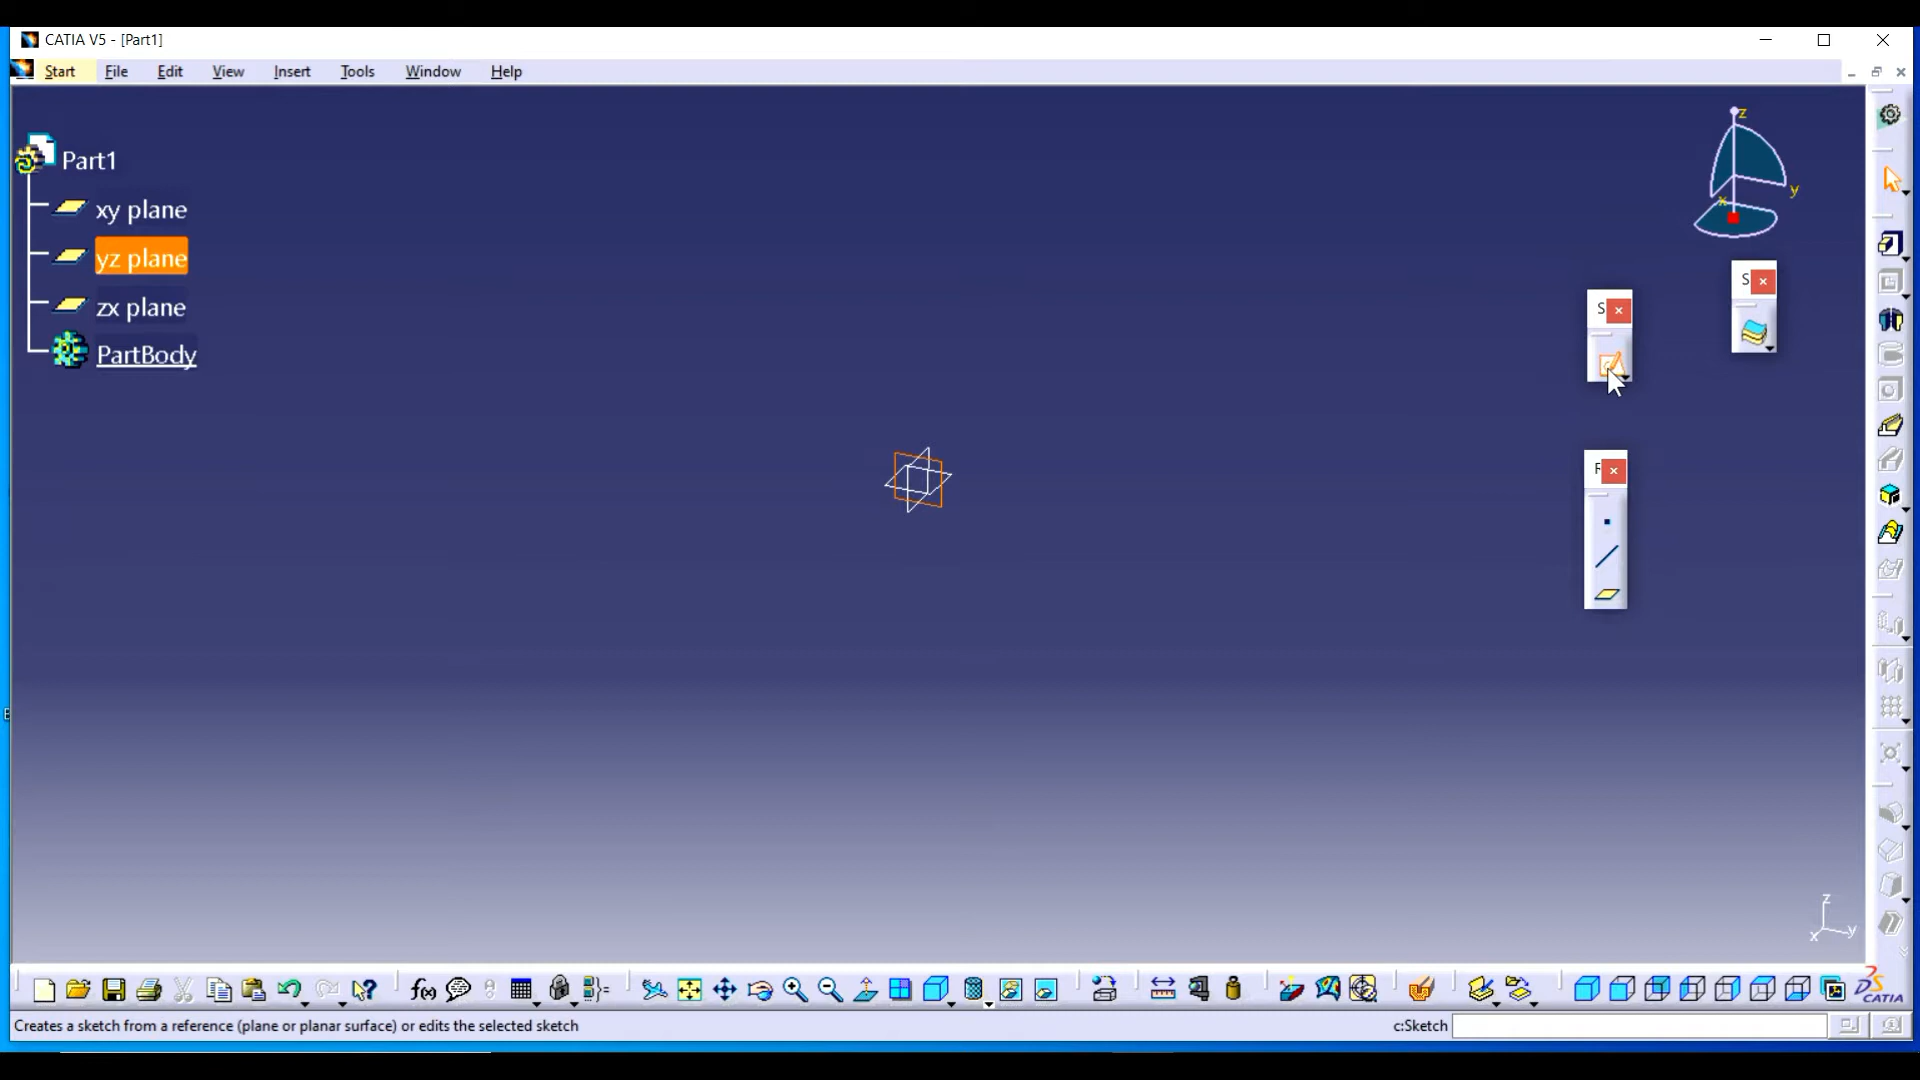 CATIA V5 - [Part1]
Start File Edit View Insert Tools Window Help
Part1
xy plane
yz plane
zx plane
PartBody
z
y
x
S
S
F
z
x
y
f(x)
CATIA
Creates a sketch from a reference (plane or planar surface) or edits the selected sketch
c:Sketch